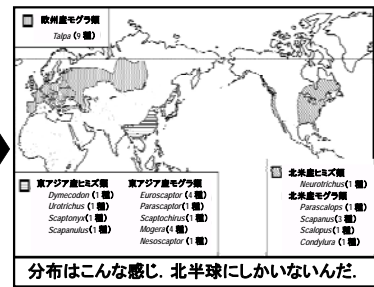 欧州産モグラ類
Talpa (9 種)
東アジア産ヒミズ類
Dymecodon (1 種)
Urotrichus (1 種)
Scaptonyx(1 種)
Scapanulus(1 種)
東アジア産モグラ類
Euroscaptor (4 種)
Parascaptor(1 種)
Scaptochirus(1 種)
Mogera(4 種)
Nesoscaptor (1 種)
北米産ヒミズ類
Neurotrichus(1 種)
北米産モグラ類
Parascalops (1 種)
Scapanus(3 種)
Scalopus(1 種)
Condylura (1 種)
分布はこんな感じ. 北半球にしかいないんだ.